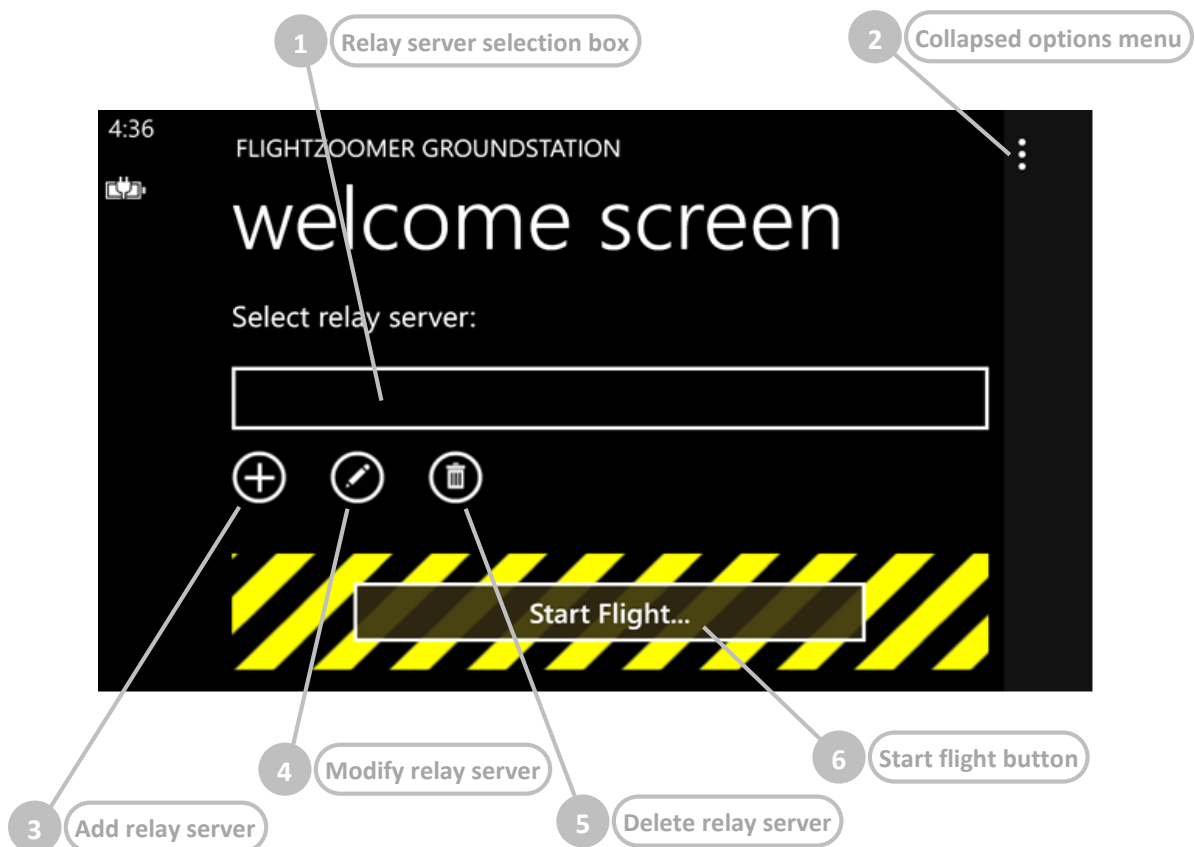 1 Relay server selection box
2 Collapsed options menu
4:36
FLIGHTZOOMER GROUNDSTATION
welcome screen
Select relay server:
Start Flight...
6 Start flight button
4 Modify relay server
5 Delete relay server
3 Add relay server